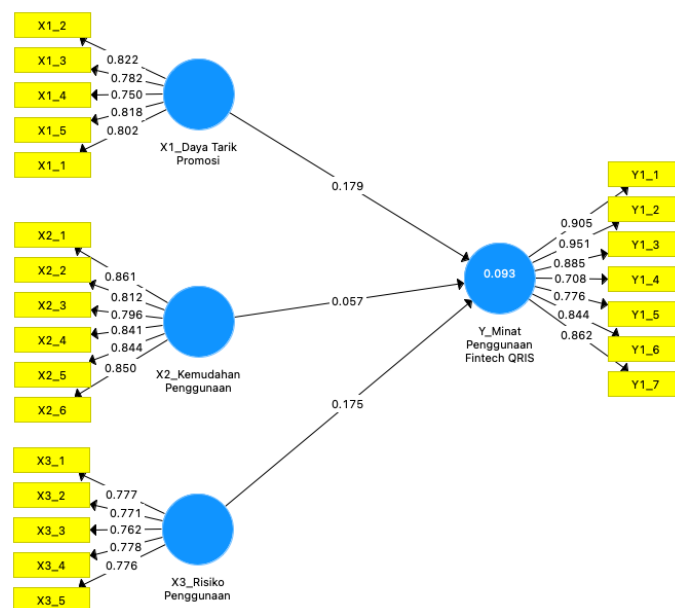 X1_2
X1_3
X1_4
X1_5
X1_1
0.822
0.782
0.750
0.818
0.802
X1_Daya Tarik
Promosi
0.179
X2_1
X2_2
X2_3
X2_4
X2_5
X2_6
0.861
0.812
0.796
0.841
0.844
0.850
X2_Kemudahan
Penggunaan
0.057
X3_1
X3_2
X3_3
X3_4
X3_5
0.777
0.771
0.762
0.778
0.776
X3_Risiko
Penggunaan
0.175
0.093
Y_Minat
Penggunaan
Fintech QRIS
0.905
0.951
0.885
0.708
0.776
0.844
0.862
Y1_1
Y1_2
Y1_3
Y1_4
Y1_5
Y1_6
Y1_7